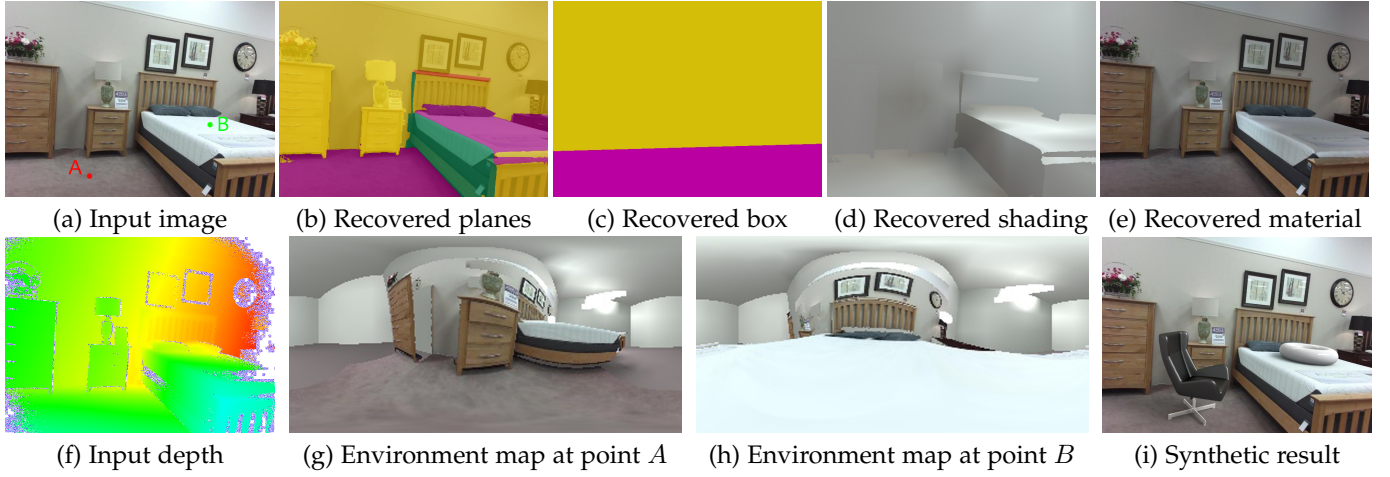 A
B
(a) Input image
(b) Recovered planes
(c) Recovered box
(d) Recovered shading
(e) Recovered material
(f) Input depth
(g) Environment map at point A
(h) Environment map at point B
(i) Synthetic result